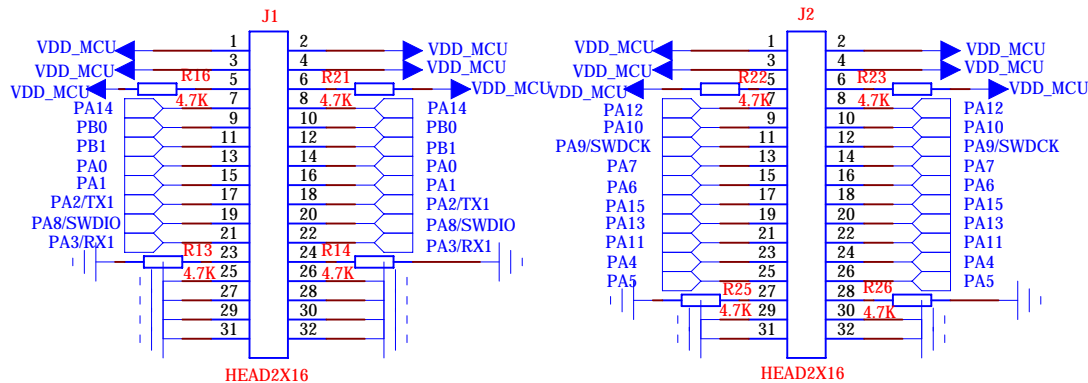 J1
VDD_MCU 1 2 VDD_MCU
VDD_MCU 3 4 VDD_MCU
VDD_MCU R16 4.7K 5 6 R21 4.7K VDD_MCU
PA14 7 8 PA14
PB0 9 10 PB0
PB1 11 12 PB1
PA0 13 14 PA0
PA1 15 16 PA1
PA2/TX1 17 18 PA2/TX1
PA8/SWDIO 19 20 PA8/SWDIO
PA3/RX1 21 22 PA3/RX1
R13 4.7K 23 24 R14 4.7K
25 26
27 28
29 30
31 32
HEAD2X16
J2
VDD_MCU 1 2 VDD_MCU
VDD_MCU 3 4 VDD_MCU
VDD_MCU R22 4.7K 5 6 R23 4.7K VDD_MCU
PA12 7 8 PA12
PA10 9 10 PA10
PA9/SWDCK 11 12 PA9/SWDCK
PA7 13 14 PA7
PA6 15 16 PA6
PA15 17 18 PA15
PA13 19 20 PA13
PA11 21 22 PA11
PA4 23 24 PA4
PA5 25 26 PA5
R25 4.7K 27 28 R26 4.7K
29 30
31 32
HEAD2X16